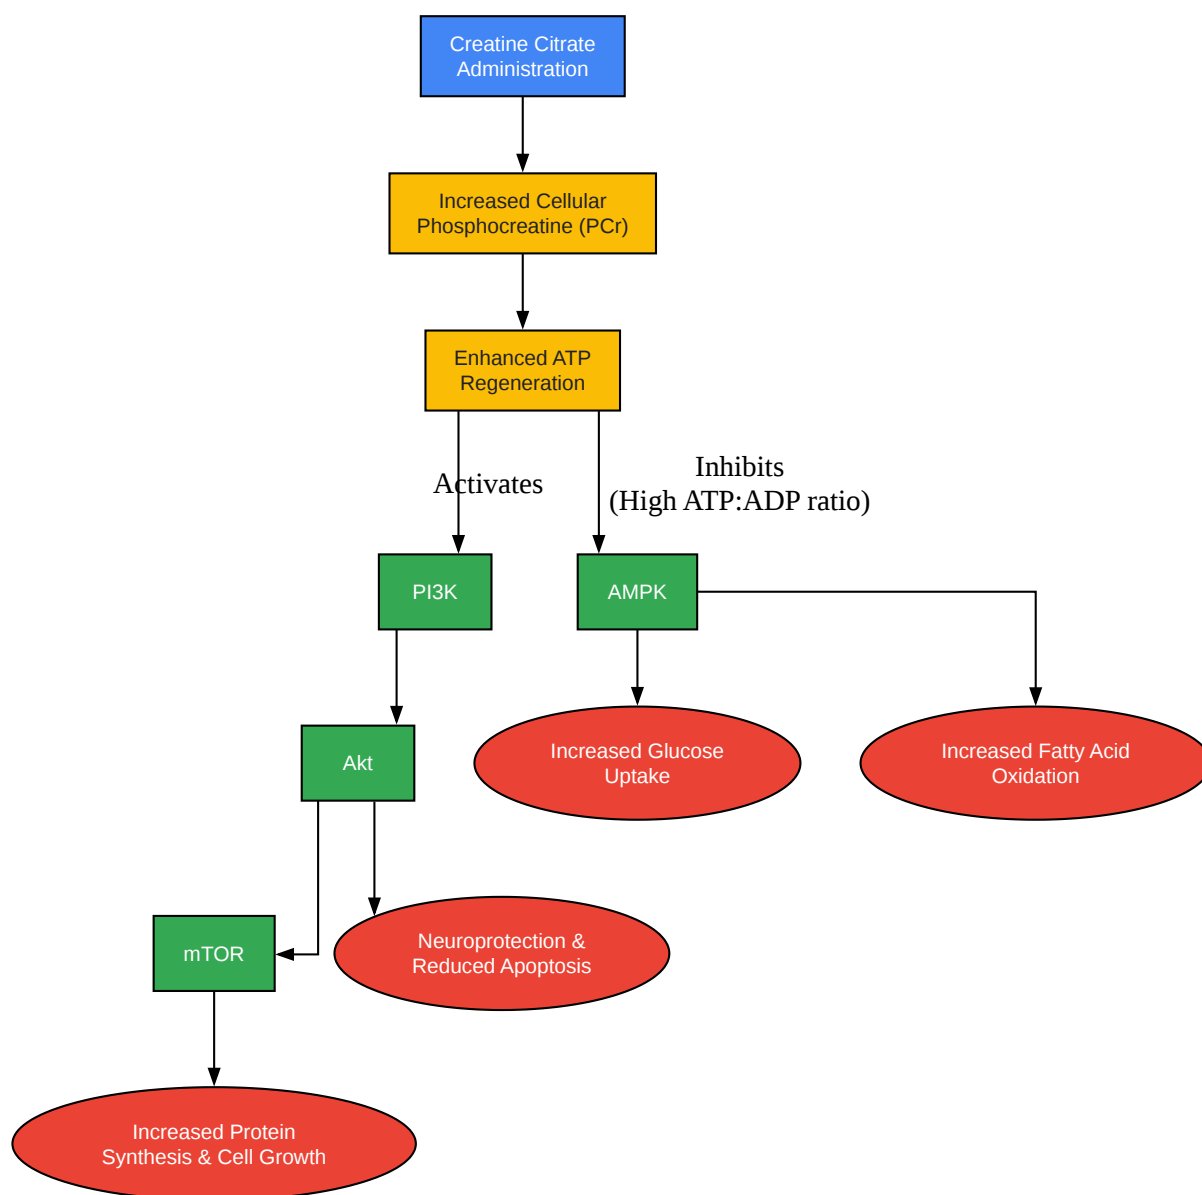 Creatine Citrate
Administration
Increased Cellular
Phosphocreatine (PCr)
Enhanced ATP
Regeneration
Activates
Inhibits
(High ATP:ADP ratio)
PI3K
AMPK
Akt
Increased Glucose
Uptake
Increased Fatty Acid
Oxidation
mTOR
Neuroprotection &
Reduced Apoptosis
Increased Protein
Synthesis & Cell Growth